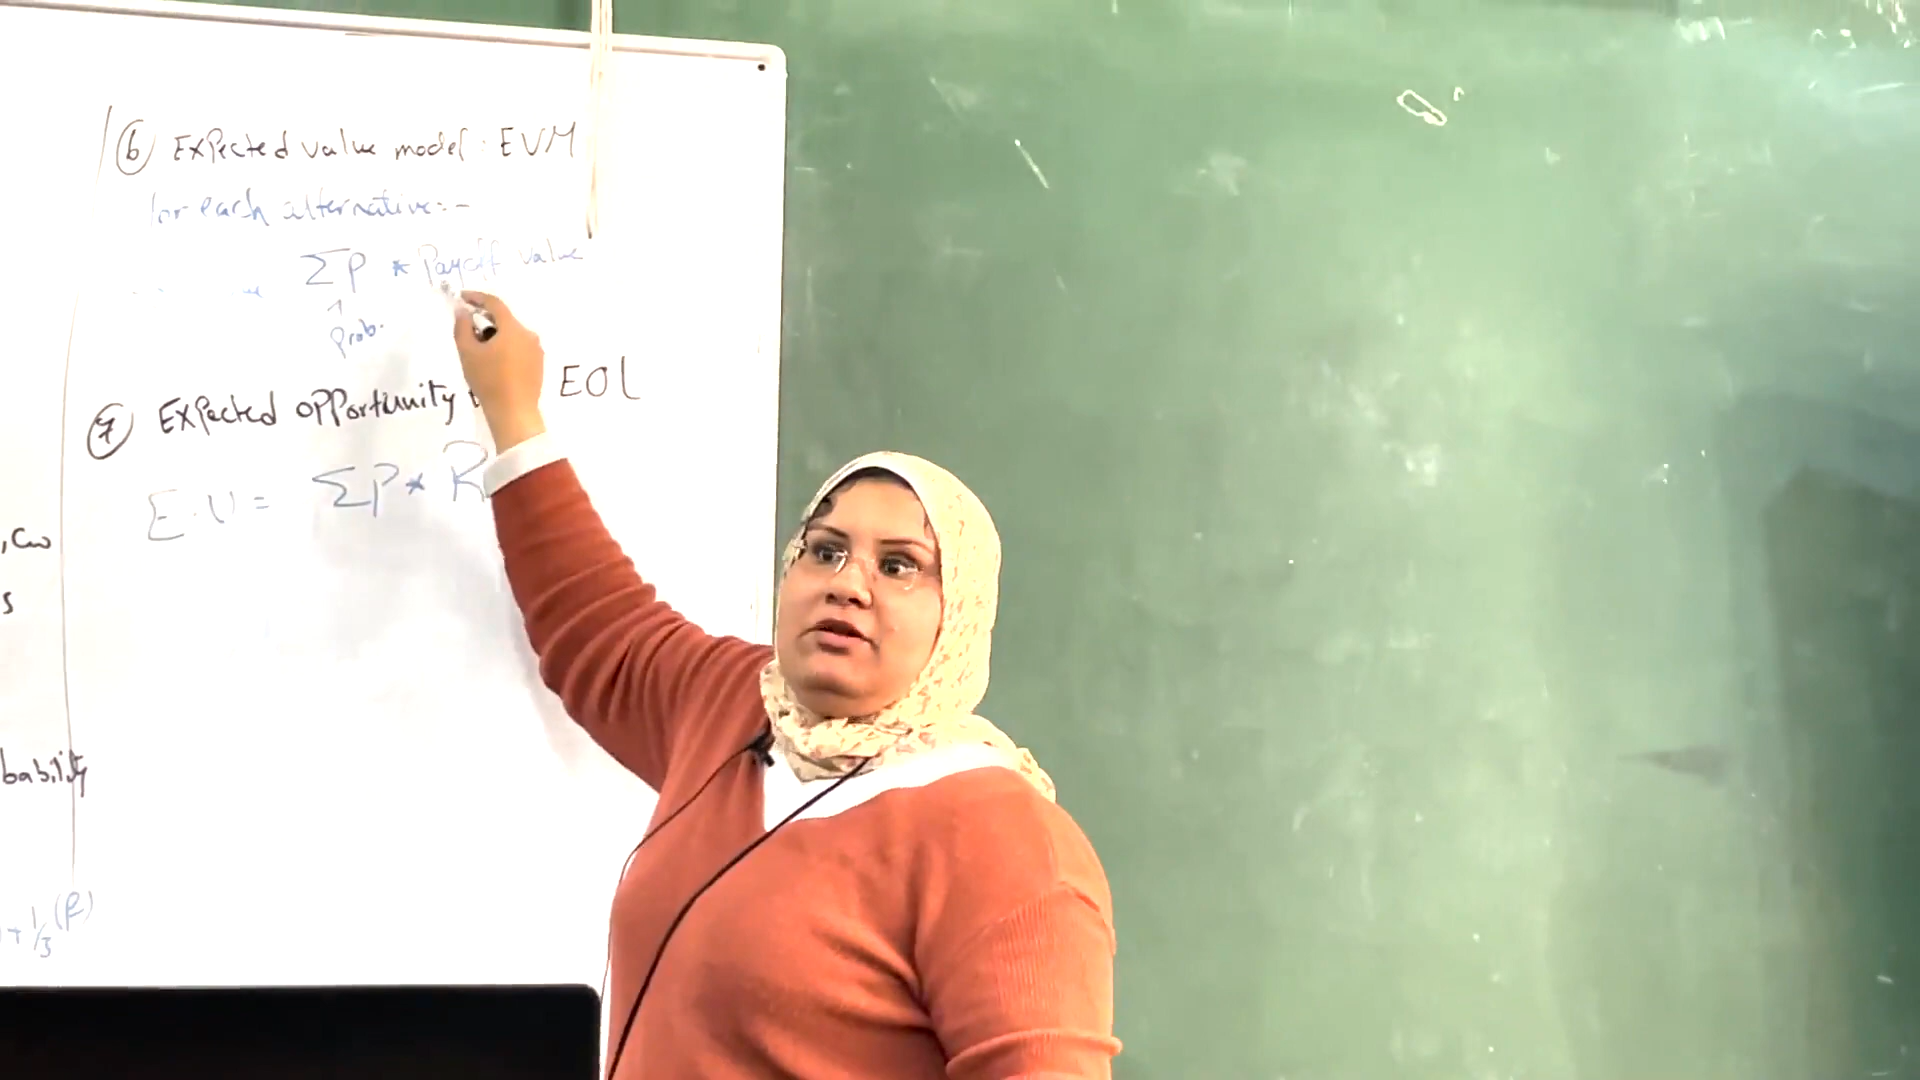 ⑥ Expected value model : EVM
for each alternative:-
ΣP * Payoff value
↑
Prob.
⑦ Expected opportunity EOL
E.V = ΣP * R
, Cw
s
bability
+ 1/3 (R)